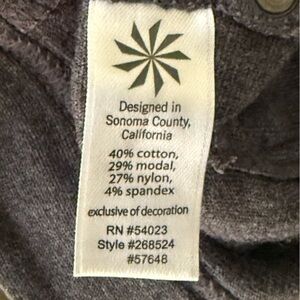 Designed in
Sonoma County,
California
40% cotton,
29% modal,
27% nylon,
4% spandex
exclusive of decoration
RN #54023
Style #268524
#57648